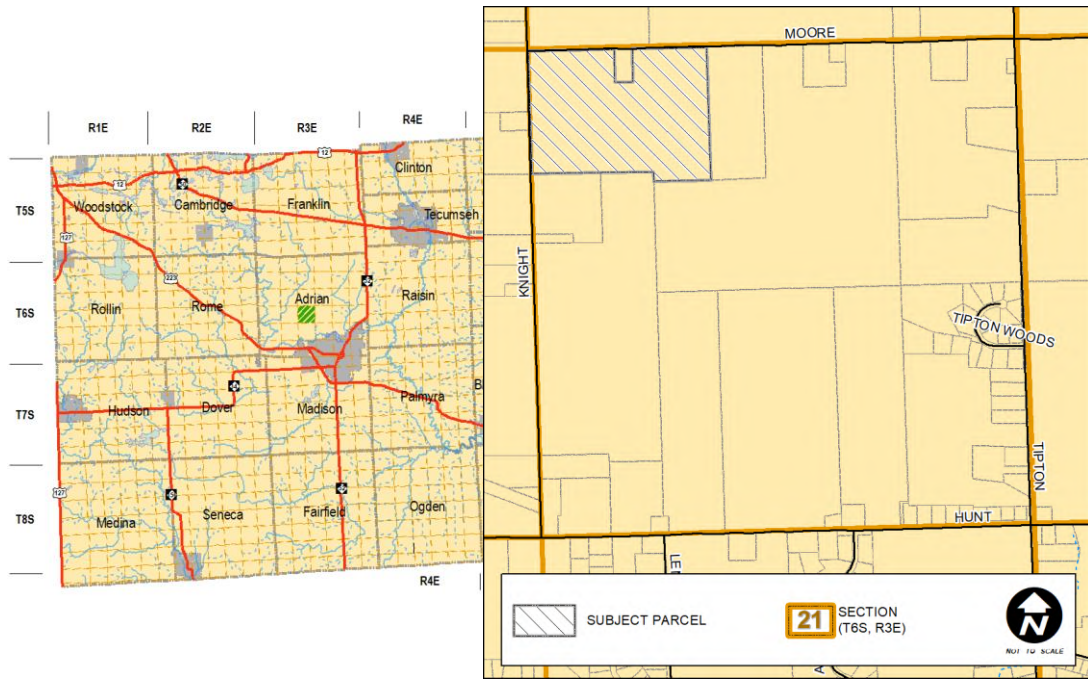 R1E
R2E
R3E
R4E
T5S
T6S
T7S
T8S
12
12
127
223
127
Clinton
Woodstock
Cambridge
Franklin
Tecumseh
Rollin
Rome
Adrian
Raisin
Hudson
Dover
Madison
Palmyra
Medina
Seneca
Fairfield
Ogden
R4E
MOORE
KNIGHT
TIPTON WOODS
TIPTON
HUNT
SUBJECT PARCEL
21
SECTION
(T6S, R3E)
N
NOT TO SCALE